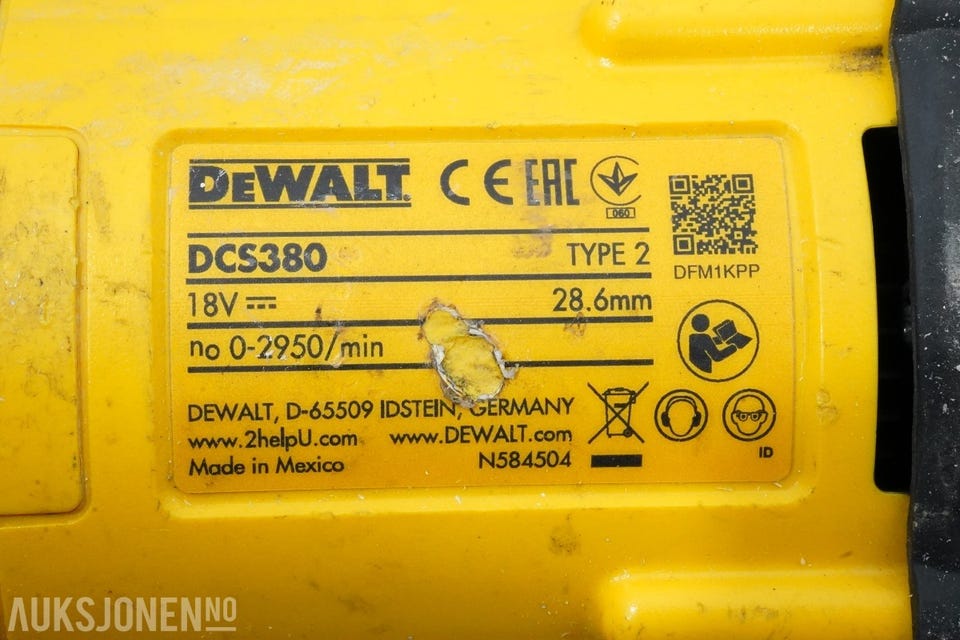 DEWALT CE EAC
060
DCS380 TYPE 2
DFM1KPP
18V 28.6mm
no 0-2950/min
DEWALT, D-65509 IDSTEIN, GERMANY
www.2helpU.com www.DEWALT.com
Made in Mexico N584504
ID
AUKSJONEN NO